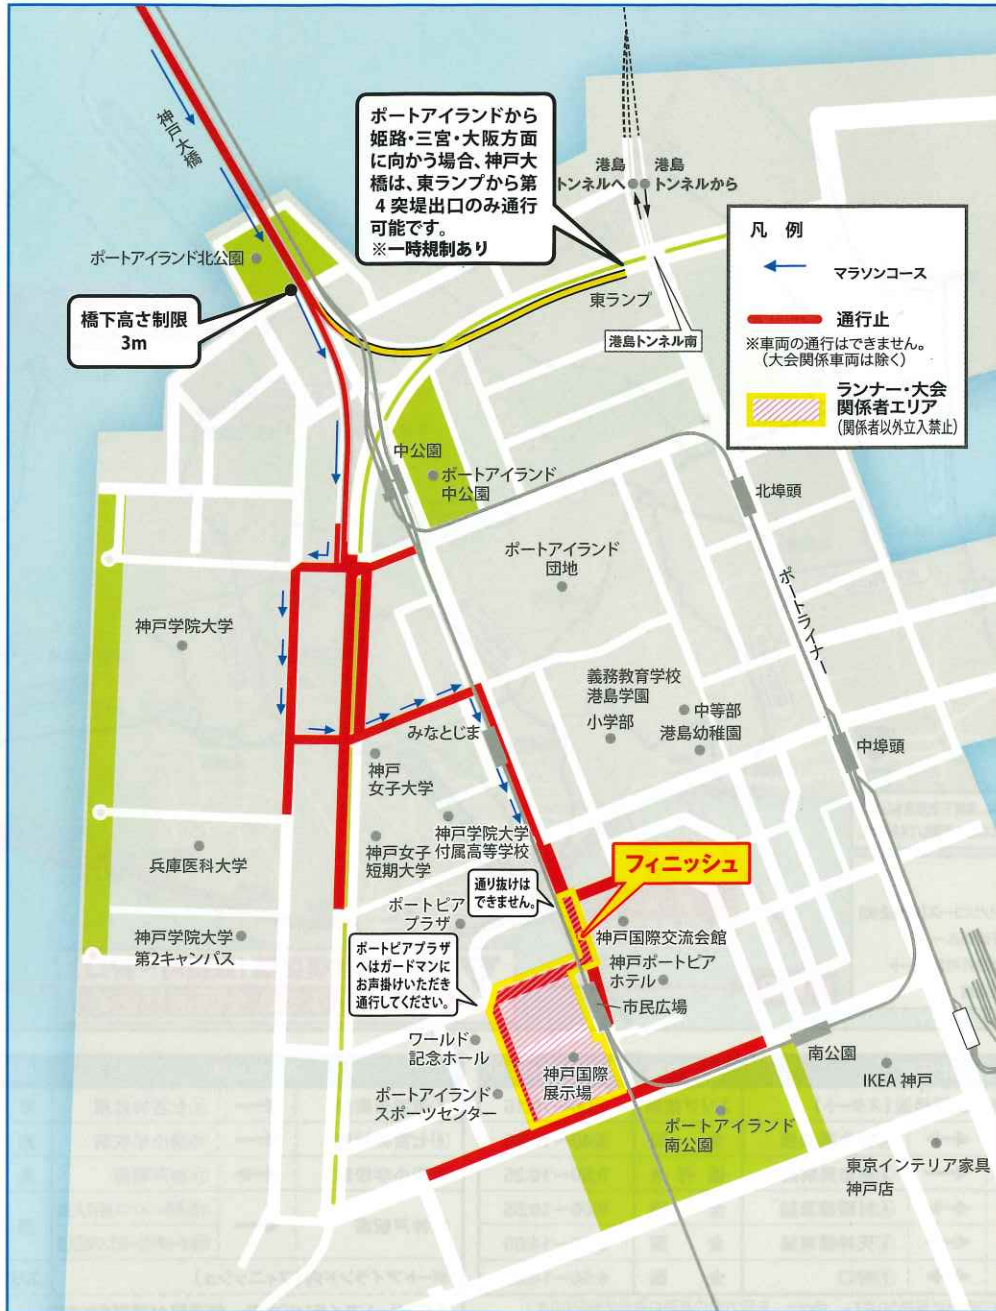 神戸大橋
ポートアイランドから
姫路・三宮・大阪方面
に向かう場合、神戸大
橋は、東ランプから第
4突堤出口のみ通行
可能です。
※一時規制あり
港島
トンネルへ
港島
トンネルから
凡 例
マラソンコース
通行止
※車両の通行はできません。
（大会関係車両は除く）
ランナー・大会
関係者エリア
（関係者以外立入禁止）
ポートアイランド北公園
橋下高さ制限
3m
東ランプ
港島トンネル南
中公園
ポートアイランド
中公園
北埠頭
ポートアイランド
団地
ポートライナー
神戸学院大学
義務教育学校
港島学園
小学部
中等部
港島幼稚園
みなとじま
中埠頭
神戸
女子大学
神戸学院大学
付属高等学校
神戸女子
短期大学
兵庫医科大学
フィニッシュ
通り抜けは
できません。
ポートピア
プラザ
神戸国際交流会館
神戸学院大学
第2キャンパス
ポートピアプラザ
へはガードマンに
お声掛けいただき
通行してください。
神戸ポートピア
ホテル
市民広場
ワールド
記念ホール
神戸国際
展示場
南公園
IKEA 神戸
ポートアイランド
スポーツセンター
ポートアイランド
南公園
東京インテリア家具
神戸店